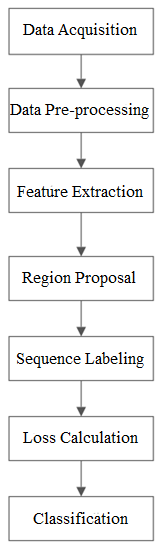 Data Acquisition
Data Pre-processing
Feature Extraction
Region Proposal
Sequence Labeling
Loss Calculation
Classification